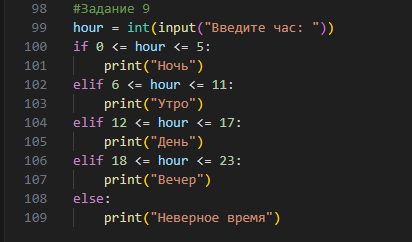 98 #Задание 9
99 hour = int(input("Введите час: "))
100 if 0 <= hour <= 5:
101     print("Ночь")
102 elif 6 <= hour <= 11:
103     print("Утро")
104 elif 12 <= hour <= 17:
105     print("День")
106 elif 18 <= hour <= 23:
107     print("Вечер")
108 else:
109     print("Неверное время")